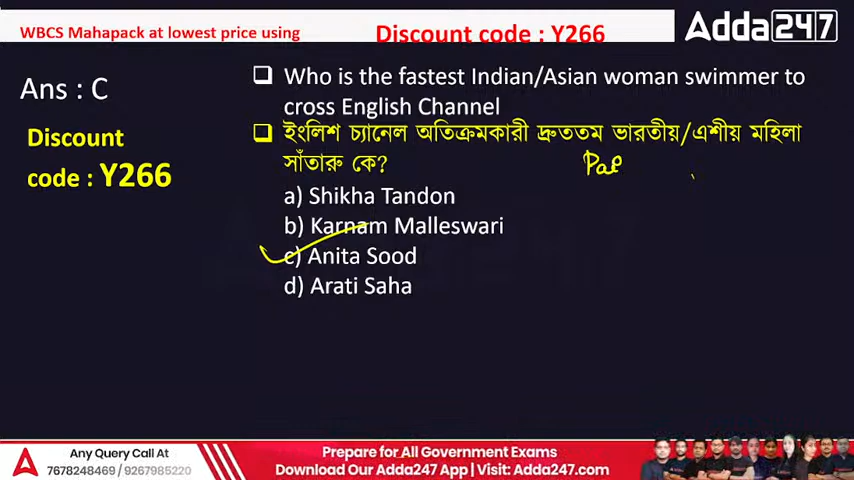 WBCS Mahapack at lowest price using
Discount code : Y266
Adda247
Ans : C
Discount
code : Y266
Who is the fastest Indian/Asian woman swimmer to
cross English Channel
ইংলিশ চ্যানেল অতিক্রমকারী দ্রুততম ভারতীয়/এশীয় মহিলা
সাঁতারু কে?
a) Shikha Tandon
b) Karnam Malleswari
c) Anita Sood
d) Arati Saha
Any Query Call At
7678248469 / 9267985220
Prepare for All Government Exams
Download Our Adda247 App | Visit: Adda247.com